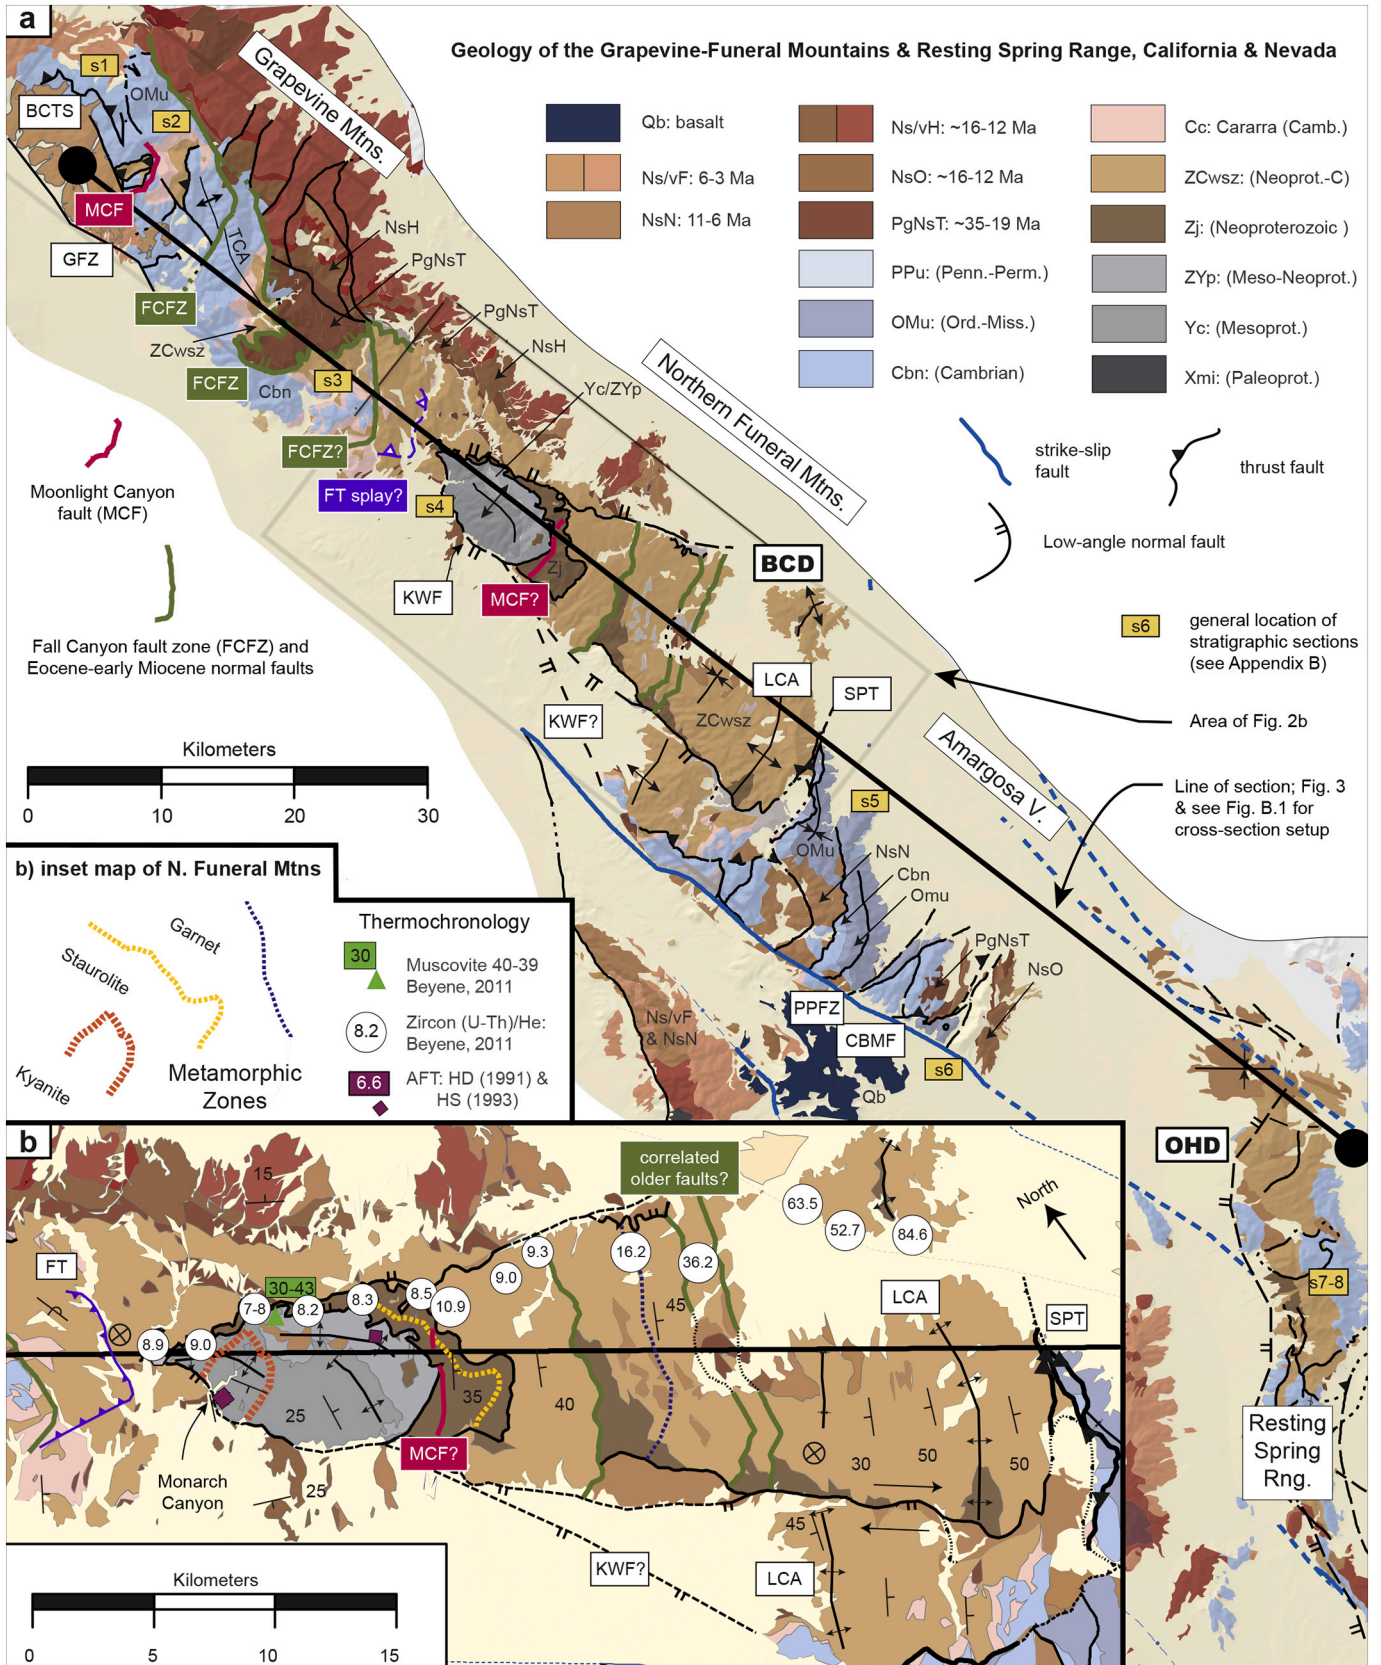 a
Geology of the Grapevine-Funeral Mountains & Resting Spring Range, California & Nevada
Qb: basalt
Ns/vF: 6-3 Ma
NsN: 11-6 Ma
Ns/vH: ~16-12 Ma
NsO: ~16-12 Ma
PgNsT: ~35-19 Ma
PPu: (Penn.-Perm.)
OMu: (Ord.-Miss.)
Cbn: (Cambrian)
Cc: Cararra (Camb.)
ZCwsz: (Neoprot.-C)
Zj: (Neoproterozoic )
ZYp: (Meso-Neoprot.)
Yc: (Mesoprot.)
Xmi: (Paleoprot.)
strike-slip
fault
thrust fault
Low-angle normal fault
s6
general location of
stratigraphic sections
(see Appendix B)
Area of Fig. 2b
Line of section; Fig. 3
& see Fig. B.1 for
cross-section setup
s1
OMu
BCTS
s2
Grapevine Mtns.
MCF
GFZ
TCA
NsH
PgNsT
FCFZ
ZCwsz
PgNsT
NsH
FCFZ
Cbn
s3
Northern Funeral Mtns.
Yc/ZYp
FCFZ?
FT splay?
s4
Moonlight Canyon
fault (MCF)
BCD
Zj
KWF
MCF?
Fall Canyon fault zone (FCFZ) and
Eocene-early Miocene normal faults
LCA
SPT
KWF?
ZCwsz
Amargosa V.
Kilometers
0
10
20
30
s5
OMu
NsN
Cbn
Omu
PgNsT
NsO
PPFZ
Ns/vF
& NsN
CBMF
s6
Qb
OHD
s7-8
Resting
Spring
Rng.
b) inset map of N. Funeral Mtns
Garnet
Staurolite
Kyanite
Metamorphic
Zones
Thermochronology
30
Muscovite 40-39
Beyene, 2011
8.2
Zircon (U-Th)/He:
Beyene, 2011
6.6
AFT: HD (1991) &
HS (1993)
b
15
correlated
older faults?
63.5
52.7
84.6
North
FT
30-43
9.3
16.2
36.2
9.0
8.3
8.5
10.9
7-8
8.2
8.9
9.0
45
LCA
SPT
25
35
40
MCF?
30
50
50
Monarch
Canyon
25
45
KWF?
LCA
Kilometers
0
5
10
15